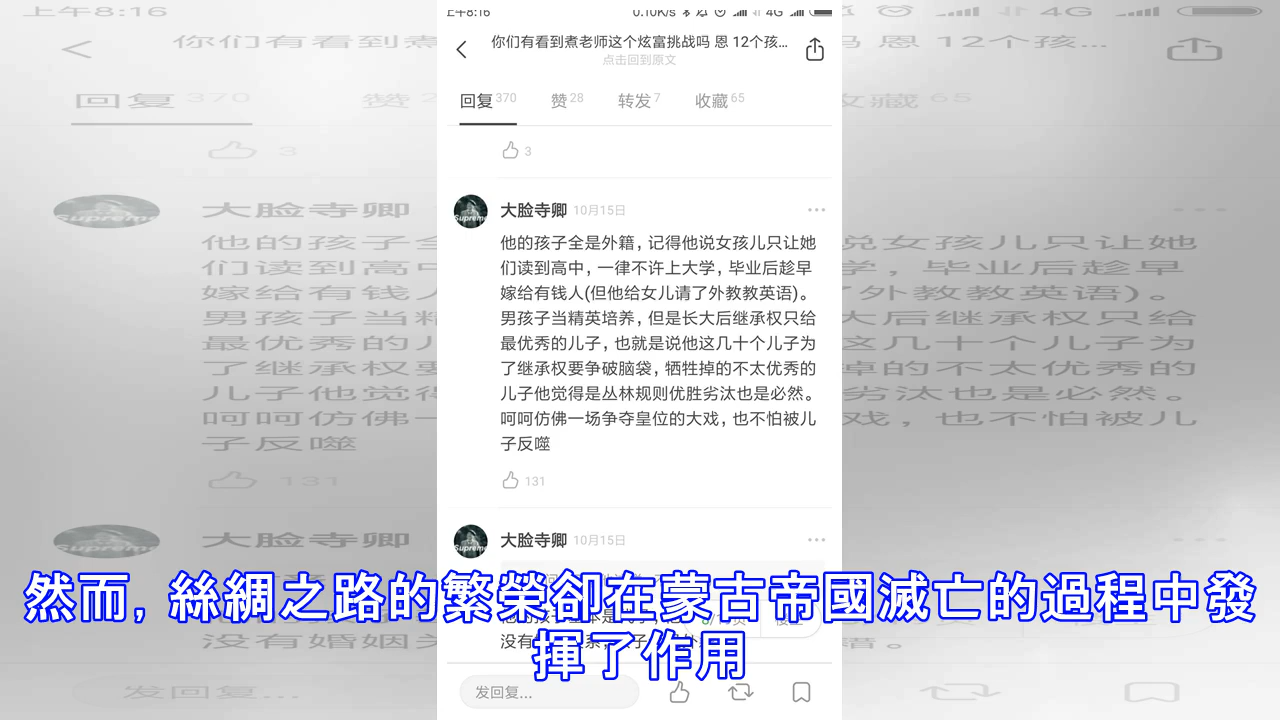 上午8:16
0.10K/s
4G
你们有看到煮老师这个炫富挑战吗 恩 12个孩...
点击回到原文
回复 370
赞 28
转发 7
收藏 65
3
大脸寺卿 10月15日
他的孩子全是外籍，记得他说女孩儿只让她
们读到高中，一律不许上大学，毕业后趁早
嫁给有钱人(但他给女儿请了外教教英语)。
男孩子当精英培养，但是长大后继承权只给
最优秀的儿子，也就是说他这几十个儿子为
了继承权要争破脑袋，牺牲掉的不太优秀的
儿子他觉得是丛林规则优胜劣汰也是必然。
呵呵仿佛一场争夺皇位的大戏，也不怕被儿
子反噬
131
大脸寺卿 10月15日
然而, 絲綢之路的繁榮卻在蒙古帝國滅亡的過程中發
揮了作用
没有
发回复...